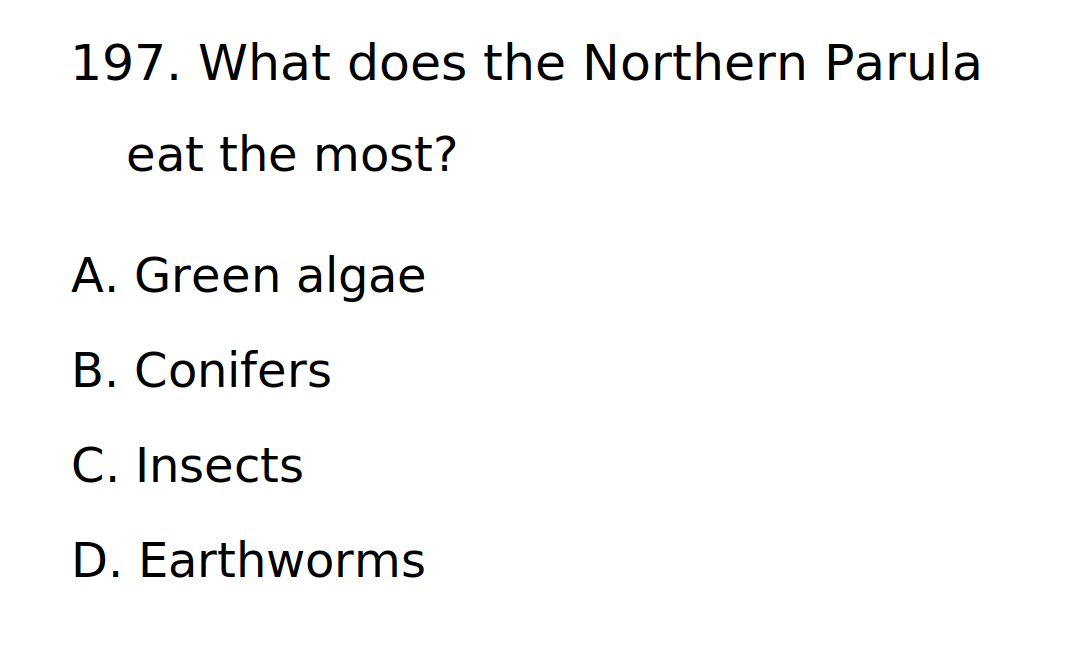 197. What does the Northern Parula
eat the most?
A. Green algae
B. Conifers
C. Insects
D. Earthworms